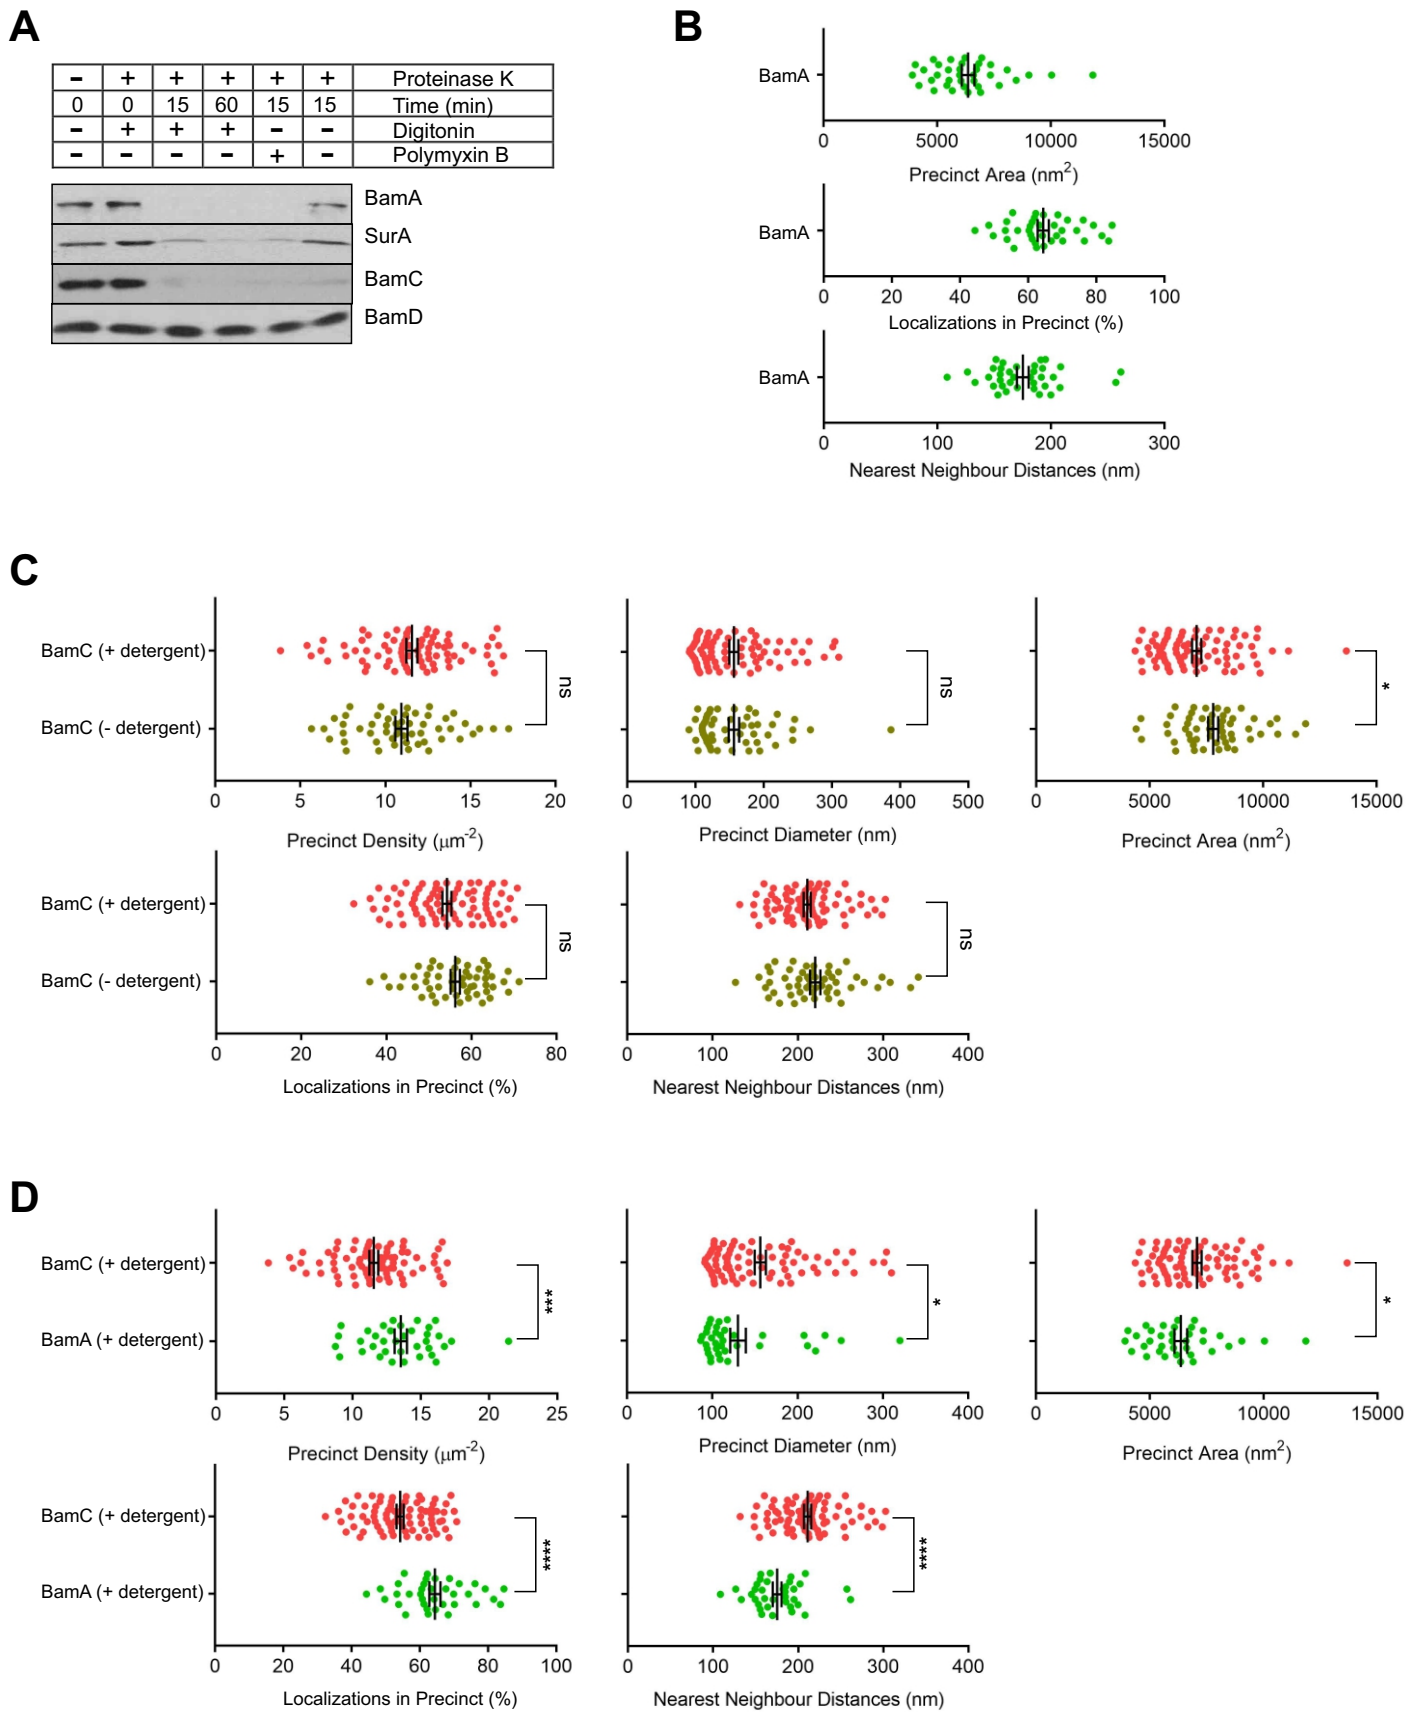 A
- + + + + + Proteinase K
0 0 15 60 15 15 Time (min)
- + + + - - Digitonin
- - - - + - Polymyxin B
BamA
SurA
BamC
BamD
B
BamA
0 5000 10000 15000
Precinct Area (nm2)
BamA
0 20 40 60 80 100
Localizations in Precinct (%)
BamA
0 100 200 300
Nearest Neighbour Distances (nm)
C
BamC (+ detergent)
BamC (- detergent)
ns
0 5 10 15 20
Precinct Density (μm-2)
ns
0 100 200 300 400 500
Precinct Diameter (nm)
*
0 5000 10000 15000
Precinct Area (nm2)
BamC (+ detergent)
BamC (- detergent)
ns
0 20 40 60 80
Localizations in Precinct (%)
ns
0 100 200 300 400
Nearest Neighbour Distances (nm)
D
BamC (+ detergent)
BamA (+ detergent)
***
0 5 10 15 20 25
Precinct Density (μm-2)
*
0 100 200 300 400
Precinct Diameter (nm)
*
0 5000 10000 15000
Precinct Area (nm2)
BamC (+ detergent)
BamA (+ detergent)
****
0 20 40 60 80 100
Localizations in Precinct (%)
****
0 100 200 300 400
Nearest Neighbour Distances (nm)